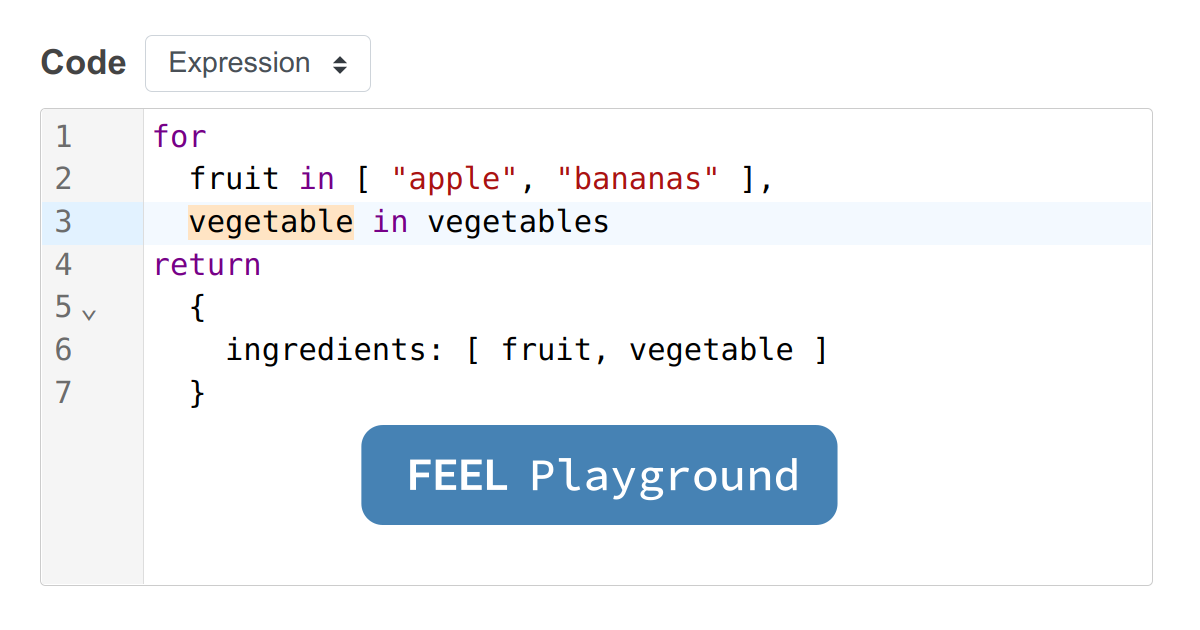 Code Expression
1 for
2   fruit in [ "apple", "bananas" ],
3   vegetable in vegetables
4 return
5   {
6     ingredients: [ fruit, vegetable ]
7   }
FEEL Playground